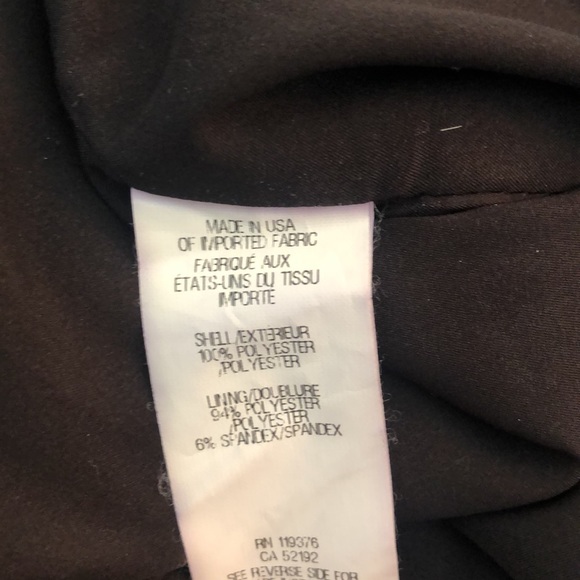 MADE IN USA
OF IMPORTED FABRIC
FABRIQUÉ AUX
ÉTATS-UNIS DU TISSU
IMPORTE
SHELL/EXTERIEUR
100% POLYESTER
/POLYESTER
LINING/DOUBLURE
94% POLYESTER
/POLYESTER
6% SPANDEX/SPANDEX
RN 119376
CA 52192
SEE REVERSE SIDE FOR